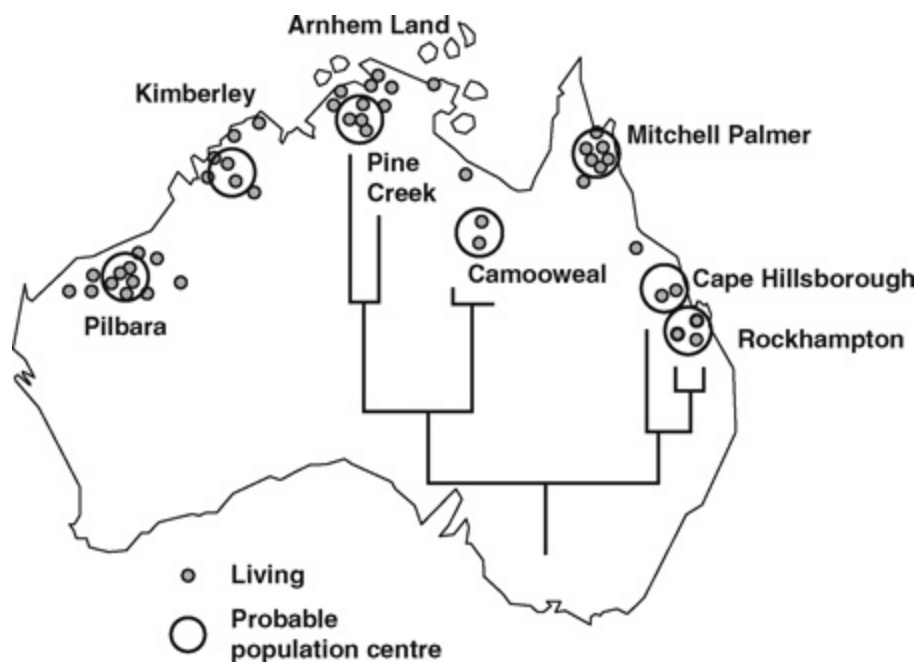 Arnhem Land
Kimberley
Mitchell Palmer
Pine
Creek
Camooweal
Cape Hillsborough
Pilbara
Rockhampton
Living
Probable
population centre